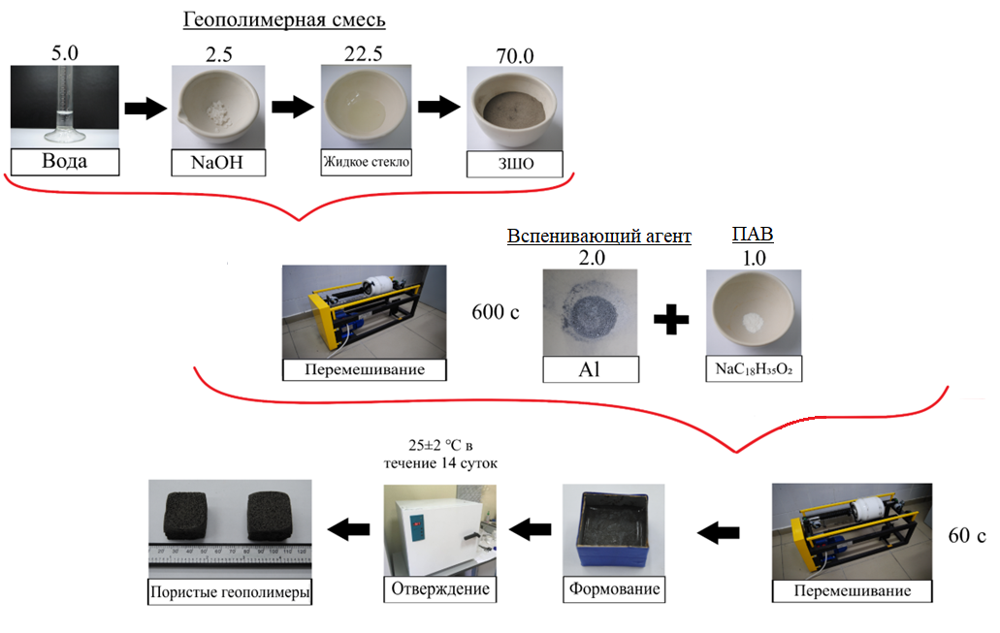 Геополимерная смесь
5.0
2.5
22.5
70.0
Вода
NaOH
Жидкое стекло
ЗШО
Вспенивающий агент
ПАВ
2.0
1.0
600 с
Перемешивание
Al
NaC₁₈H₃₅O₂
25±2 ℃ в
течение 14 суток
60 с
Пористые геополимеры
Отверждение
Формование
Перемешивание